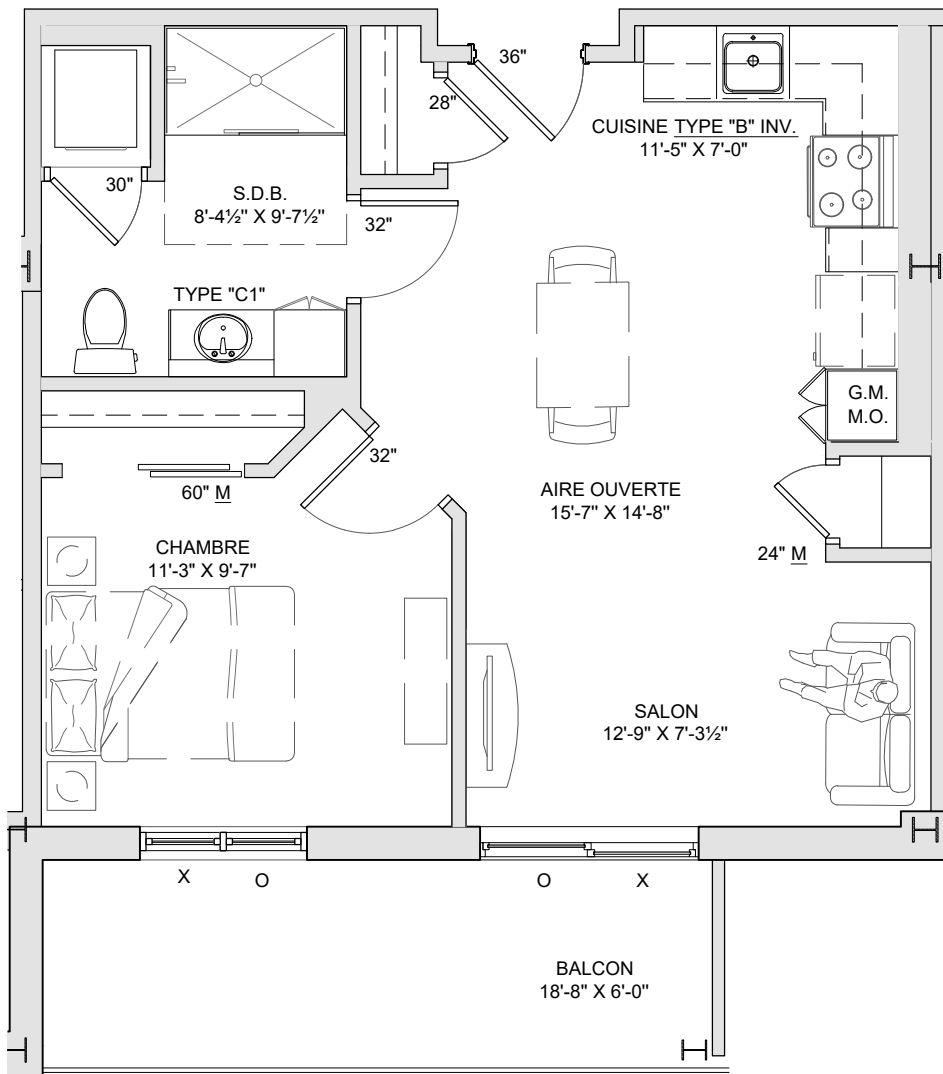 36"
28"
CUISINE TYPE "B" INV.
11'-5" X 7'-0"
30"
S.D.B.
8'-4½" X 9'-7½"
32"
TYPE "C1"
G.M.
M.O.
32"
60" M
AIRE OUVERTE
15'-7" X 14'-8"
24" M
CHAMBRE
11'-3" X 9'-7"
SALON
12'-9" X 7'-3½"
X O
O X
BALCON
18'-8" X 6'-0"